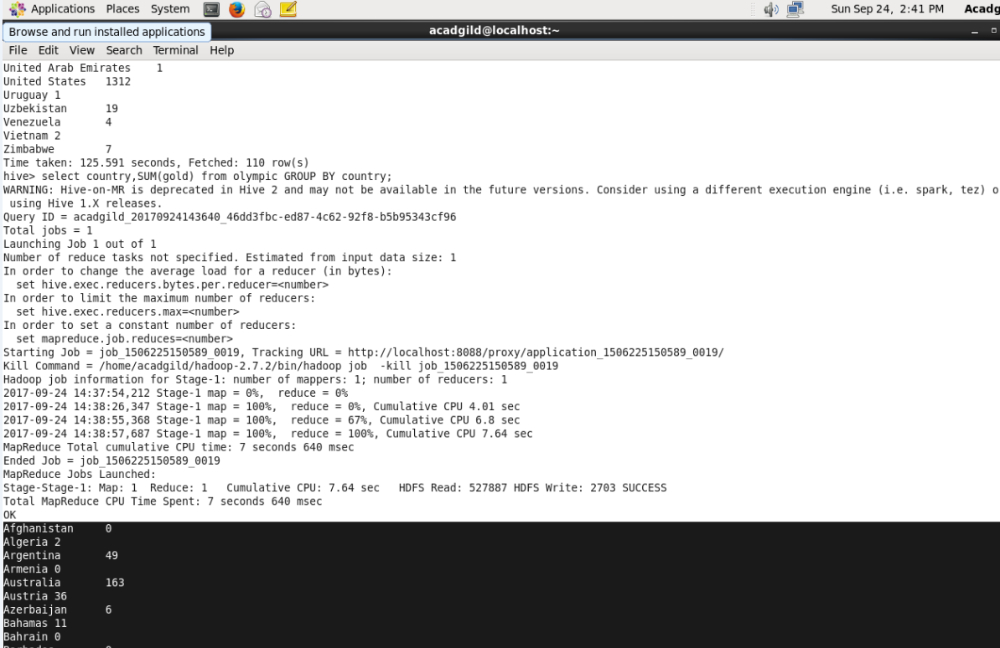 Applications Places System Sun Sep 24, 2:41 PM Acadg
Browse and run installed applications acadgild@localhost:~
File Edit View Search Terminal Help
United Arab Emirates 1
United States 1312
Uruguay 1
Uzbekistan 19
Venezuela 4
Vietnam 2
Zimbabwe 7
Time taken: 125.591 seconds, Fetched: 110 row(s)
hive> select country,SUM(gold) from olympic GROUP BY country;
WARNING: Hive-on-MR is deprecated in Hive 2 and may not be available in the future versions. Consider using a different execution engine (i.e. spark, tez) o
using Hive 1.X releases.
Query ID = acadgild_20170924143640_46dd3fbc-ed87-4c62-92f8-b5b95343cf96
Total jobs = 1
Launching Job 1 out of 1
Number of reduce tasks not specified. Estimated from input data size: 1
In order to change the average load for a reducer (in bytes):
set hive.exec.reducers.bytes.per.reducer=<number>
In order to limit the maximum number of reducers:
set hive.exec.reducers.max=<number>
In order to set a constant number of reducers:
set mapreduce.job.reduces=<number>
Starting Job = job_1506225150589_0019, Tracking URL = http://localhost:8088/proxy/application_1506225150589_0019/
Kill Command = /home/acadgild/hadoop-2.7.2/bin/hadoop job -kill job_1506225150589_0019
Hadoop job information for Stage-1: number of mappers: 1; number of reducers: 1
2017-09-24 14:37:54,212 Stage-1 map = 0%, reduce = 0%
2017-09-24 14:38:26,347 Stage-1 map = 100%, reduce = 0%, Cumulative CPU 4.01 sec
2017-09-24 14:38:55,368 Stage-1 map = 100%, reduce = 67%, Cumulative CPU 6.8 sec
2017-09-24 14:38:57,687 Stage-1 map = 100%, reduce = 100%, Cumulative CPU 7.64 sec
MapReduce Total cumulative CPU time: 7 seconds 640 msec
Ended Job = job_1506225150589_0019
MapReduce Jobs Launched:
Stage-Stage-1: Map: 1 Reduce: 1 Cumulative CPU: 7.64 sec HDFS Read: 527887 HDFS Write: 2703 SUCCESS
Total MapReduce CPU Time Spent: 7 seconds 640 msec
OK
Afghanistan 0
Algeria 2
Argentina 49
Armenia 0
Australia 163
Austria 36
Azerbaijan 6
Bahamas 11
Bahrain 0